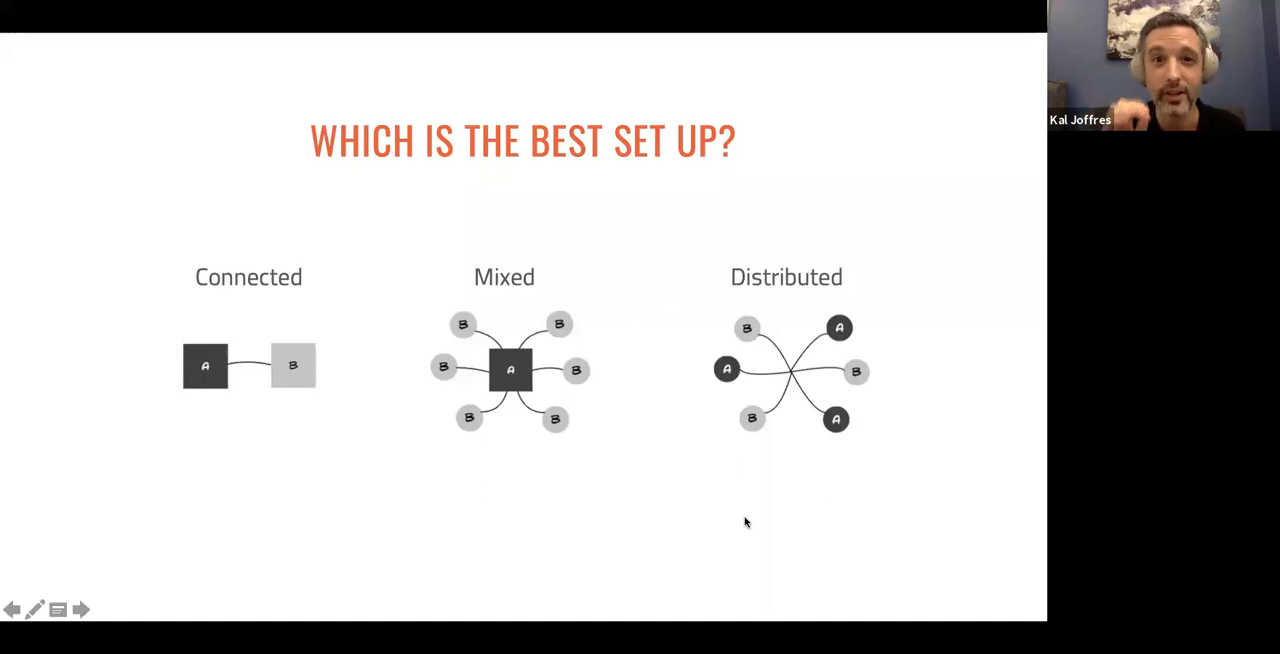 WHICH IS THE BEST SET UP?
Kal Joffres
Connected
Mixed
Distributed
A B
B B
B A B
B B
B A
A B
B A